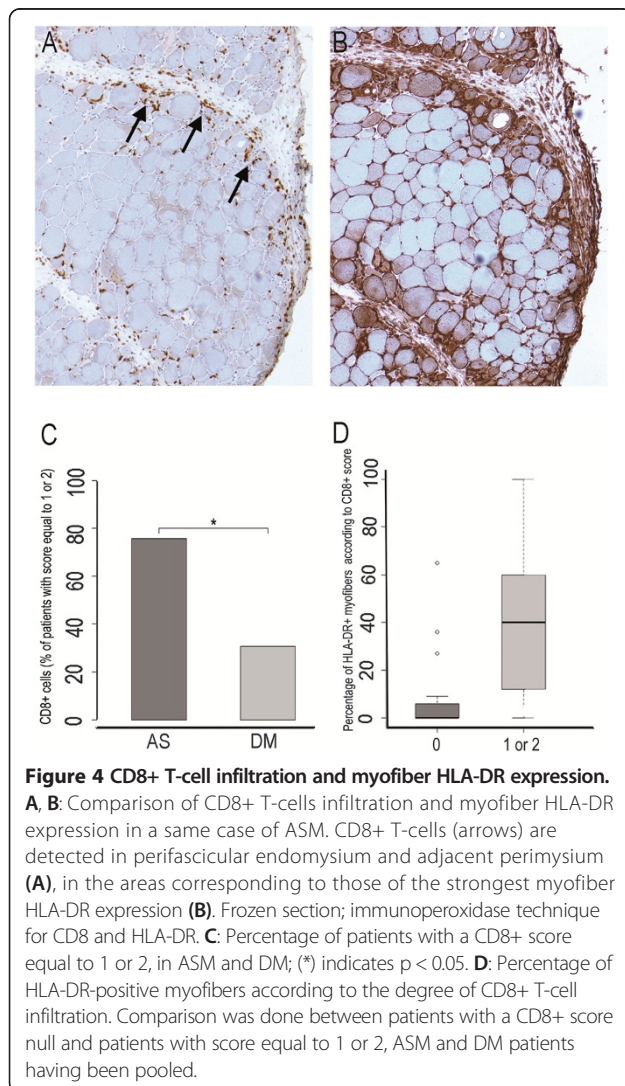 A
B
C
D
CD8+ cells (% of patients with score equal to 1 or 2)
0 20 40 60 80 100
*
AS DM
Percentage of HLA-DR+ myofibers according to CD8+ score
0 20 40 60 80 100
0 1 or 2
Figure 4 CD8+ T-cell infiltration and myofiber HLA-DR expression.
A, B: Comparison of CD8+ T-cells infiltration and myofiber HLA-DR
expression in a same case of ASM. CD8+ T-cells (arrows) are
detected in perifascicular endomysium and adjacent perimysium
(A), in the areas corresponding to those of the strongest myofiber
HLA-DR expression (B). Frozen section; immunoperoxidase technique
for CD8 and HLA-DR. C: Percentage of patients with a CD8+ score
equal to 1 or 2, in ASM and DM; (*) indicates p < 0.05. D: Percentage of
HLA-DR-positive myofibers according to the degree of CD8+ T-cell
infiltration. Comparison was done between patients with a CD8+ score
null and patients with score equal to 1 or 2, ASM and DM patients
having been pooled.